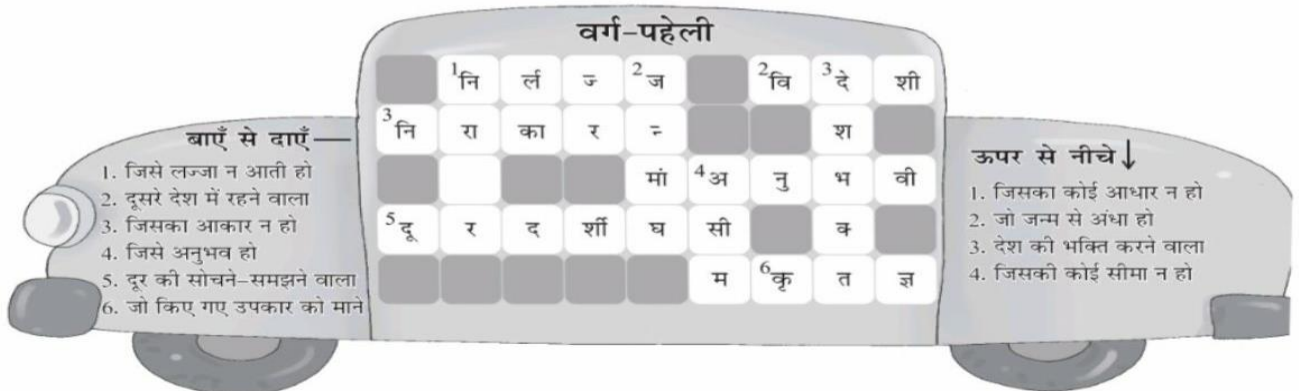 वर्ग-पहेली
1नि र्ल ज्‍ 2ज 2वि 3दे शी
3नि रा का र न्‍ श
मां 4अ नु भ वी
5दू र द र्शी घ सी क्‍
म 6कृ त ज्ञ
बाएँ से दाएँ—
1. जिसे लज्जा न आती हो
2. दूसरे देश में रहने वाला
3. जिसका आकार न हो
4. जिसे अनुभव हो
5. दूर की सोचने-समझने वाला
6. जो किए गए उपकार को माने
ऊपर से नीचे↓
1. जिसका कोई आधार न हो
2. जो जन्म से अंधा हो
3. देश की भक्ति करने वाला
4. जिसकी कोई सीमा न हो